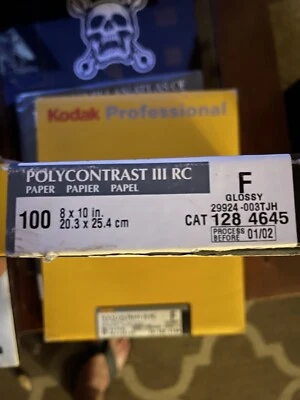 Kodak Professional
POLYCONTRAST III RC
PAPER PAPIER PAPEL
100 8 x 10 in.
20.3 x 25.4 cm
F
GLOSSY
29924-003TJH
CAT 128 4645
PROCESS BEFORE 01/02
F